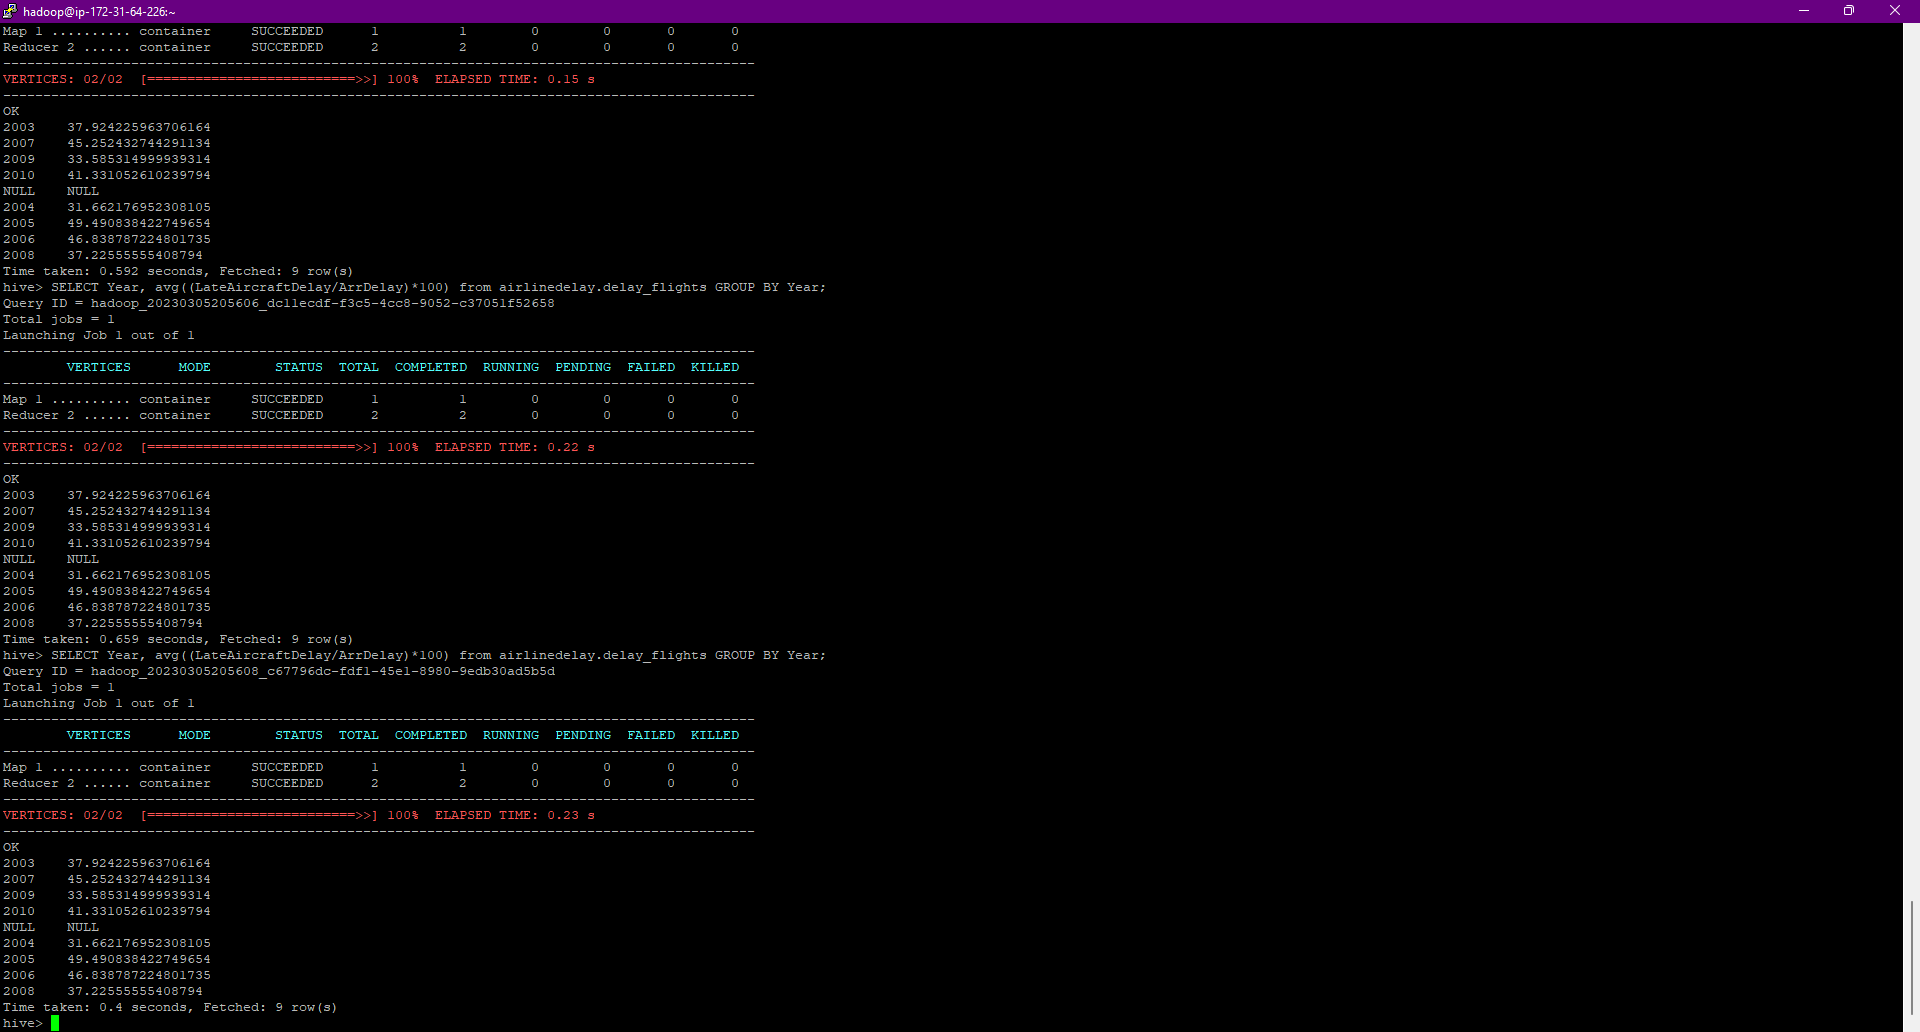 hadoop@ip-172-31-64-226:~
Map 1 .......... container     SUCCEEDED      1          1        0        0       0       0
Reducer 2 ...... container     SUCCEEDED      2          2        0        0       0       0
----------------------------------------------------------------------------------------------
VERTICES: 02/02  [==========================>>] 100%  ELAPSED TIME: 0.15 s
----------------------------------------------------------------------------------------------
OK
2003    37.924225963706164
2007    45.252432744291134
2009    33.585314999939314
2010    41.331052610239794
NULL    NULL
2004    31.662176952308105
2005    49.490838422749654
2006    46.838787224801735
2008    37.22555555408794
Time taken: 0.592 seconds, Fetched: 9 row(s)
hive> SELECT Year, avg((LateAircraftDelay/ArrDelay)*100) from airlinedelay.delay_flights GROUP BY Year;
Query ID = hadoop_20230305205606_dc11ecdf-f3c5-4cc8-9052-c37051f52658
Total jobs = 1
Launching Job 1 out of 1
----------------------------------------------------------------------------------------------
        VERTICES      MODE        STATUS  TOTAL  COMPLETED  RUNNING  PENDING  FAILED  KILLED
----------------------------------------------------------------------------------------------
Map 1 .......... container     SUCCEEDED      1          1        0        0       0       0
Reducer 2 ...... container     SUCCEEDED      2          2        0        0       0       0
----------------------------------------------------------------------------------------------
VERTICES: 02/02  [==========================>>] 100%  ELAPSED TIME: 0.22 s
----------------------------------------------------------------------------------------------
OK
2003    37.924225963706164
2007    45.252432744291134
2009    33.585314999939314
2010    41.331052610239794
NULL    NULL
2004    31.662176952308105
2005    49.490838422749654
2006    46.838787224801735
2008    37.22555555408794
Time taken: 0.659 seconds, Fetched: 9 row(s)
hive> SELECT Year, avg((LateAircraftDelay/ArrDelay)*100) from airlinedelay.delay_flights GROUP BY Year;
Query ID = hadoop_20230305205608_c67796dc-fdf1-45e1-8980-9edb30ad5b5d
Total jobs = 1
Launching Job 1 out of 1
----------------------------------------------------------------------------------------------
        VERTICES      MODE        STATUS  TOTAL  COMPLETED  RUNNING  PENDING  FAILED  KILLED
----------------------------------------------------------------------------------------------
Map 1 .......... container     SUCCEEDED      1          1        0        0       0       0
Reducer 2 ...... container     SUCCEEDED      2          2        0        0       0       0
----------------------------------------------------------------------------------------------
VERTICES: 02/02  [==========================>>] 100%  ELAPSED TIME: 0.23 s
----------------------------------------------------------------------------------------------
OK
2003    37.924225963706164
2007    45.252432744291134
2009    33.585314999939314
2010    41.331052610239794
NULL    NULL
2004    31.662176952308105
2005    49.490838422749654
2006    46.838787224801735
2008    37.22555555408794
Time taken: 0.4 seconds, Fetched: 9 row(s)
hive>